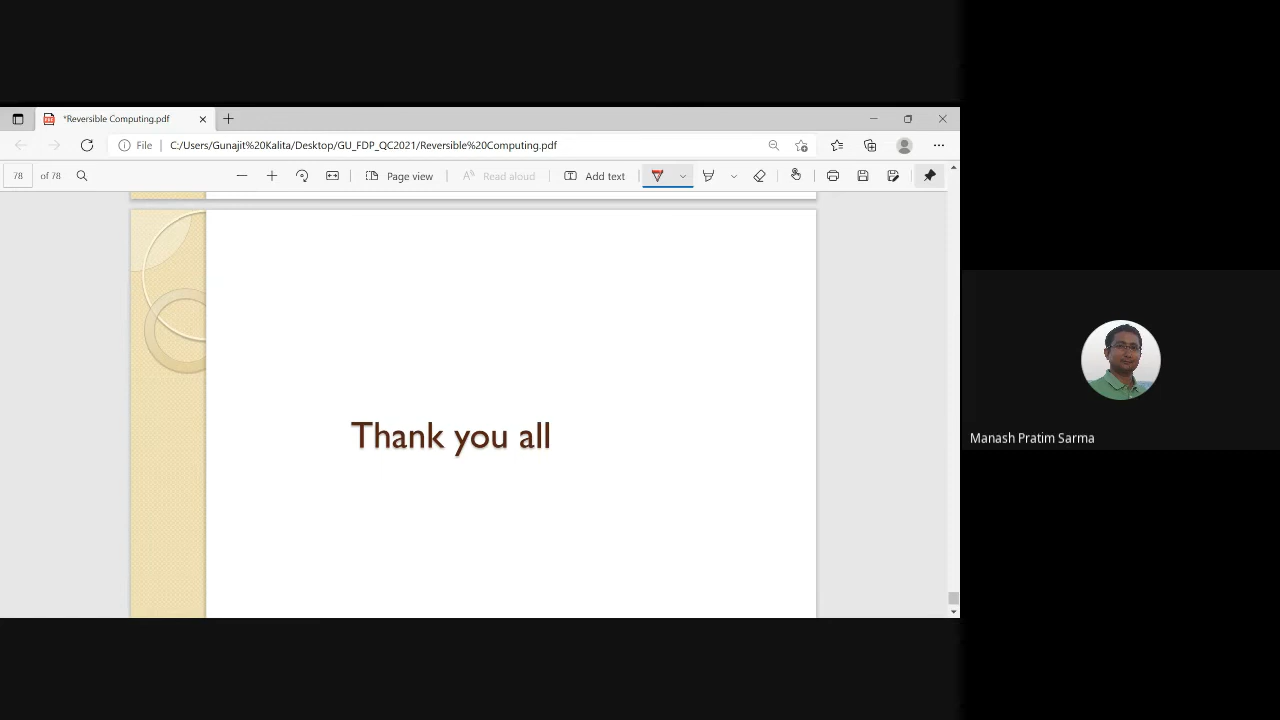 *Reversible Computing.pdf
File | C:/Users/Gunajit%20Kalita/Desktop/GU_FDP_QC2021/Reversible%20Computing.pdf
78 of 78 Page view Read aloud Add text
Thank you all
Manash Pratim Sarma